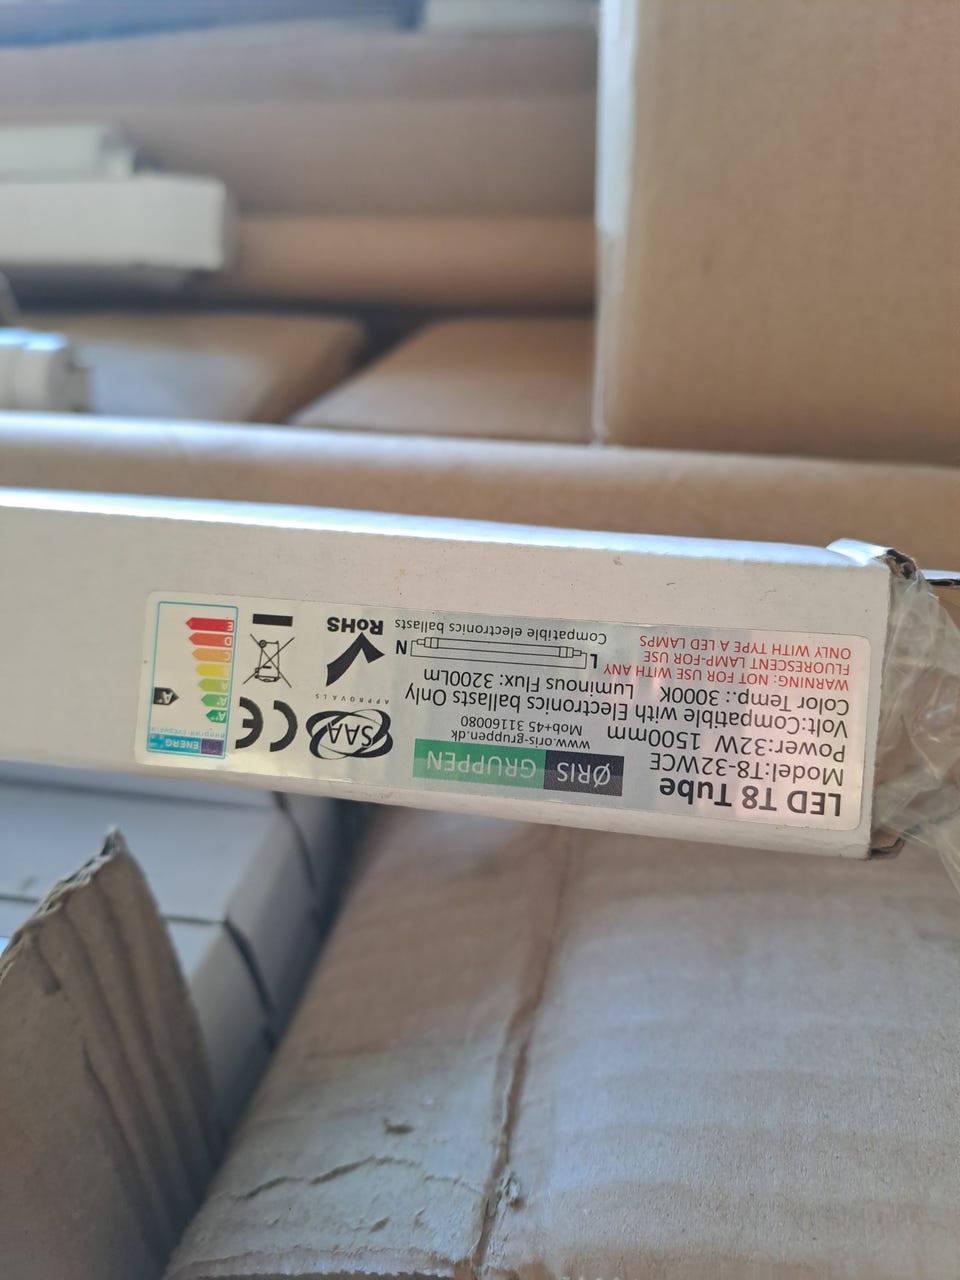 LED T8 Tube
Model:T8-32WCE
Power:32W 1500mm
Volt:Compatible with Electronics ballasts Only
Color Temp.: 3000K Luminous Flux: 3200Lm
WARNING: NOT FOR USE WITH ANY
FLUORESCENT LAMP-FOR USE
ONLY WITH TYPE A LED LAMPS
ØRIS GRUPPEN
www.oris-gruppen.dk
Mob+45 31160080
L N
Compatible electronics ballasts
SAA
APPROVALS
CE
RoHS
ENERG
A++
A+
A
B
C
D
E
A+